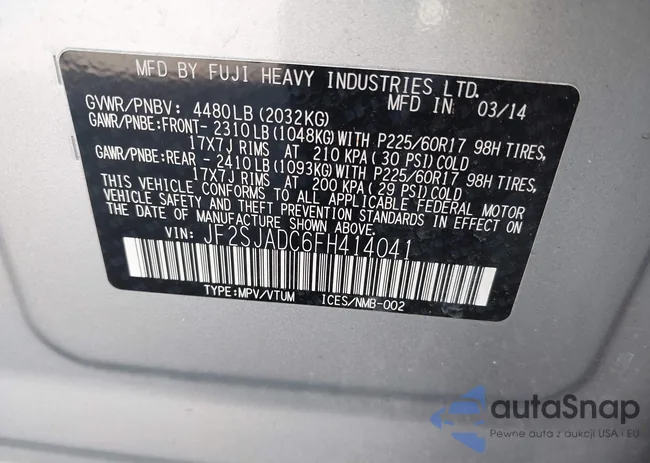 MFD BY FUJI HEAVY INDUSTRIES LTD.
MFD IN 03/14
GVWR/PNBV: 4480LB (2032KG)
GAWR/PNBE:FRONT- 2310LB (1048KG) WITH P225/60R17 98H TIRES,
17X7J RIMS AT 210 KPA ( 30 PSI) COLD
GAWR/PNBE:REAR - 2410LB (1093KG) WITH P225/60R17 98H TIRES,
17X7J RIMS AT 200 KPA ( 29 PSI) COLD
THIS VEHICLE CONFORMS TO ALL APPLICABLE FEDERAL MOTOR
VEHICLE SAFETY AND THEFT PREVENTION STANDARDS IN EFFECT ON
THE DATE OF MANUFACTURE SHOWN ABOVE.
VIN: JF2SJADC6FH414041
TYPE:MPV/VTUM ICES/NMB-002
autaSnap
Pewne auta z aukcji USA i EU